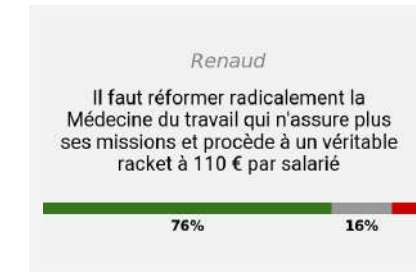 Renaud
Il faut réformer radicalement la
Médecine du travail qui n'assure plus
ses missions et procède à un véritable
racket à 110 € par salarié
76% 16%